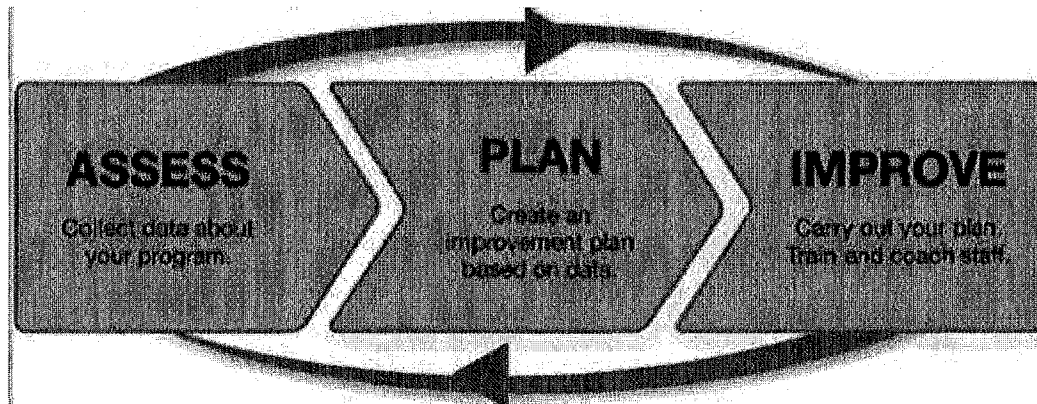 ASSESS
Collect data about
your program.
PLAN
Create an
improvement plan
based on data.
IMPROVE
Carry out your plan.
Train and coach staff.